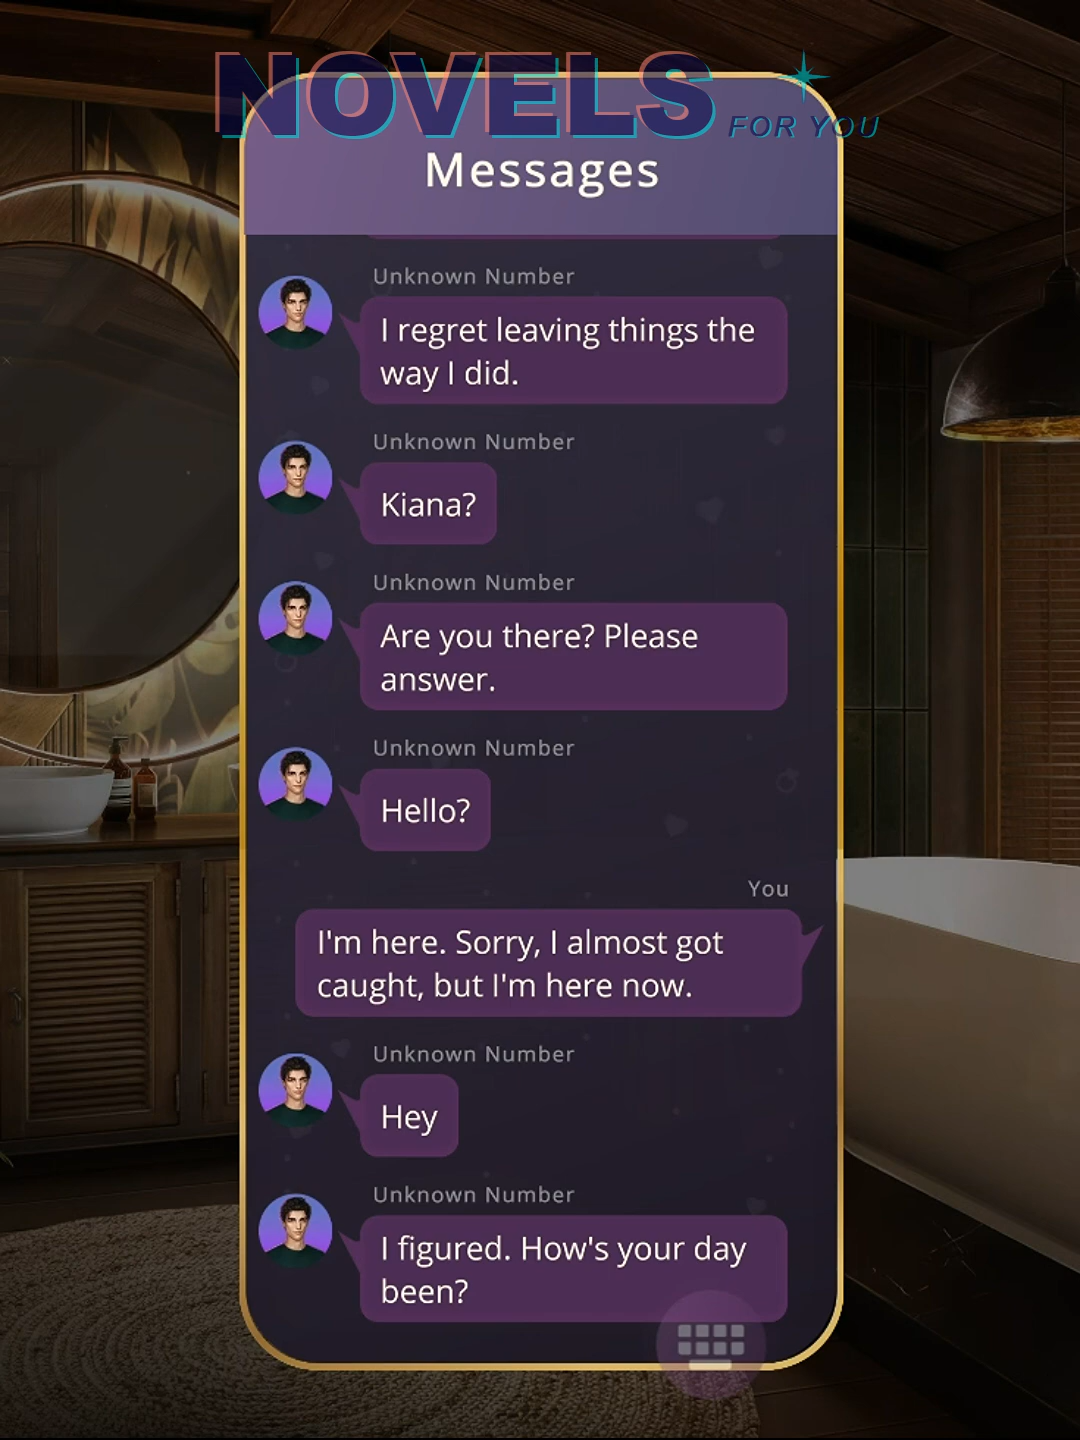 NOVELS
FOR YOU
Messages
Unknown Number
I regret leaving things the
way I did.
Unknown Number
Kiana?
Unknown Number
Are you there? Please
answer.
Unknown Number
Hello?
You
I'm here. Sorry, I almost got
caught, but I'm here now.
Unknown Number
Hey
Unknown Number
I figured. How's your day
been?